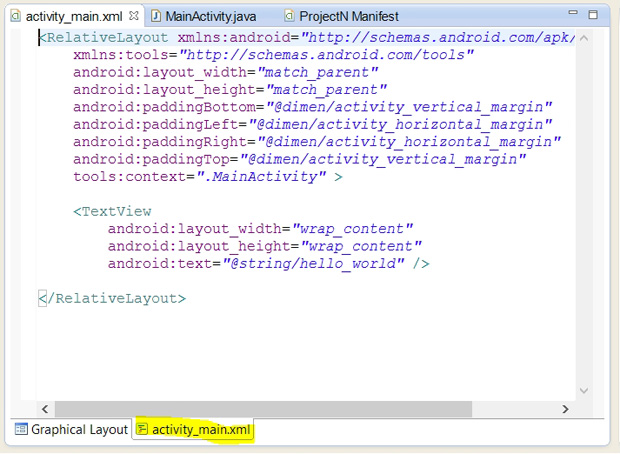 activity_main.xml MainActivity.java ProjectN Manifest
<RelativeLayout xmlns:android="http://schemas.android.com/apk/
    xmlns:tools="http://schemas.android.com/tools"
    android:layout_width="match_parent"
    android:layout_height="match_parent"
    android:paddingBottom="@dimen/activity_vertical_margin"
    android:paddingLeft="@dimen/activity_horizontal_margin"
    android:paddingRight="@dimen/activity_horizontal_margin"
    android:paddingTop="@dimen/activity_vertical_margin"
    tools:context=".MainActivity" >
    <TextView
        android:layout_width="wrap_content"
        android:layout_height="wrap_content"
        android:text="@string/hello_world" />
</RelativeLayout>
Graphical Layout activity_main.xml